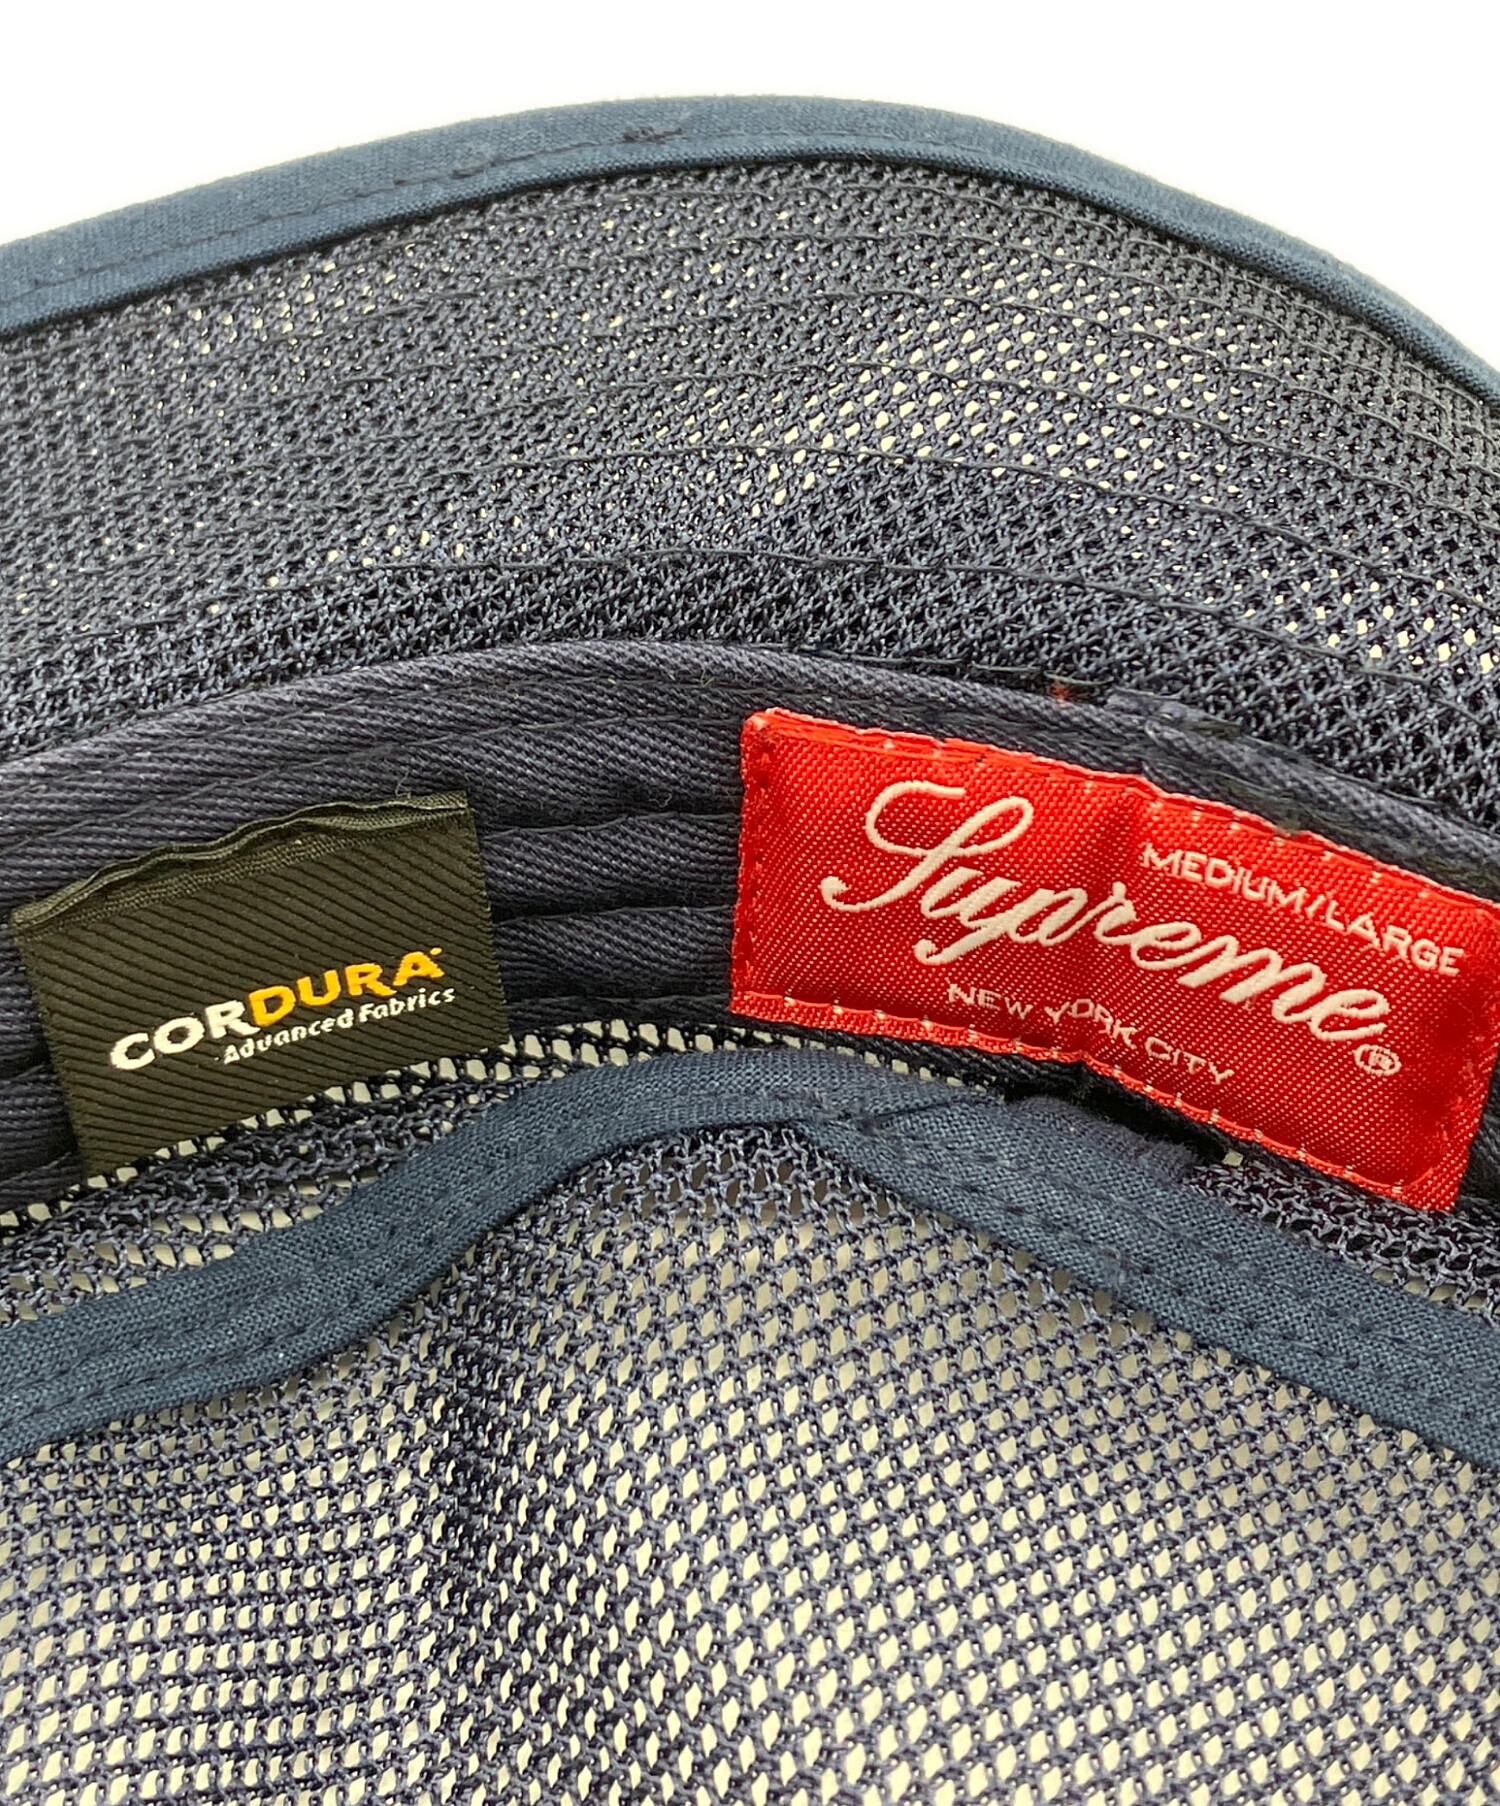 CORDURA
Advanced Fabrics
MEDIUM/LARGE
Supreme®
NEW YORK CITY